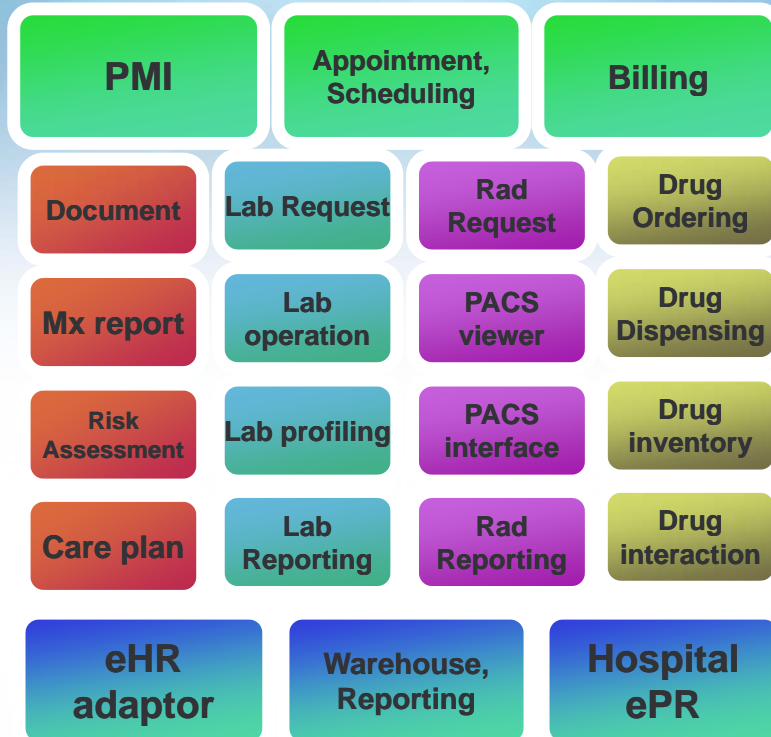 PMI
Appointment,
Scheduling
Billing
Document
Lab Request
Rad
Request
Drug
Ordering
Mx report
Lab
operation
PACS
viewer
Drug
Dispensing
Risk
Assessment
Lab profiling
PACS
interface
Drug
inventory
Care plan
Lab
Reporting
Rad
Reporting
Drug
interaction
eHR
adaptor
Warehouse,
Reporting
Hospital
ePR